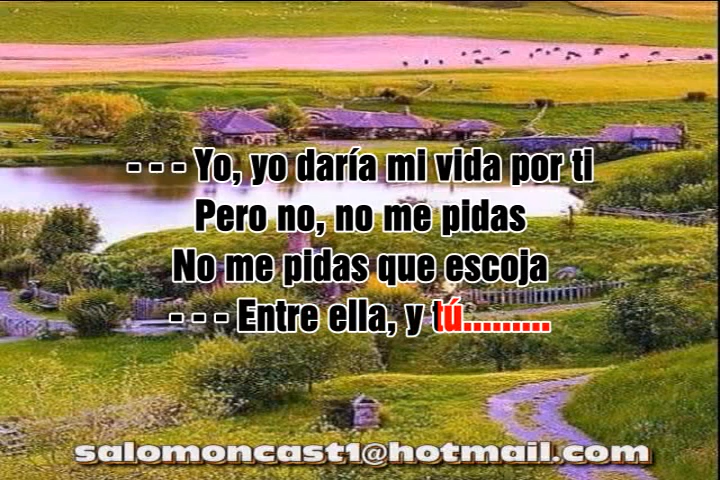 - - - Yo, yo daría mi vida por ti
Pero no, no me pidas
No me pidas que escoja
- - - Entre ella, y tú.........
salomoncast1@hotmail.com